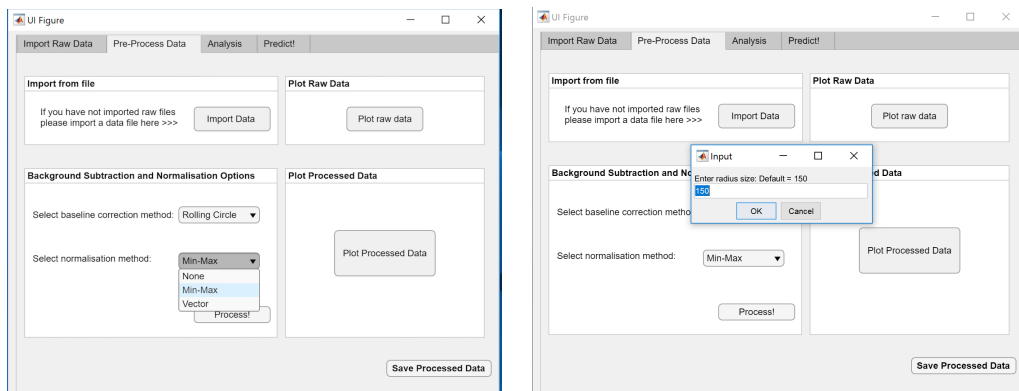 UI Figure
Import Raw Data Pre-Process Data Analysis Predict!
Import from file
If you have not imported raw files
please import a data file here >>>
Import Data
Plot Raw Data
Plot raw data
Background Subtraction and Normalisation Options
Select baseline correction method: Rolling Circle
Select normalisation method: Min-Max
None
Min-Max
Vector
Process!
Plot Processed Data
Plot Processed Data
Save Processed Data
UI Figure
Import Raw Data Pre-Process Data Analysis Predict!
Import from file
If you have not imported raw files
please import a data file here >>>
Import Data
Plot Raw Data
Plot raw data
Input
Enter radius size: Default = 150
150
OK Cancel
Background Subtraction and No
d Data
Select baseline correction metho
Select normalisation method: Min-Max
Process!
Plot Processed Data
Save Processed Data